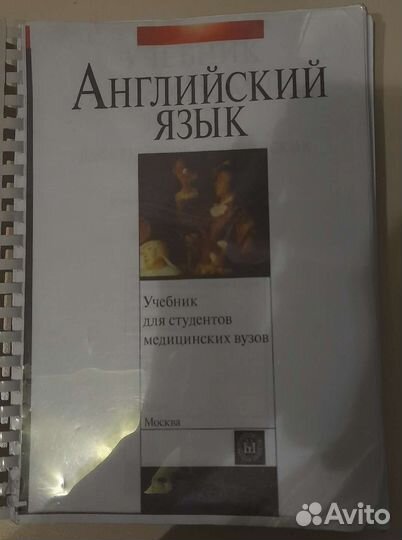 Английский
язык
Учебник
для студентов
медицинских вузов
Москва
Avito